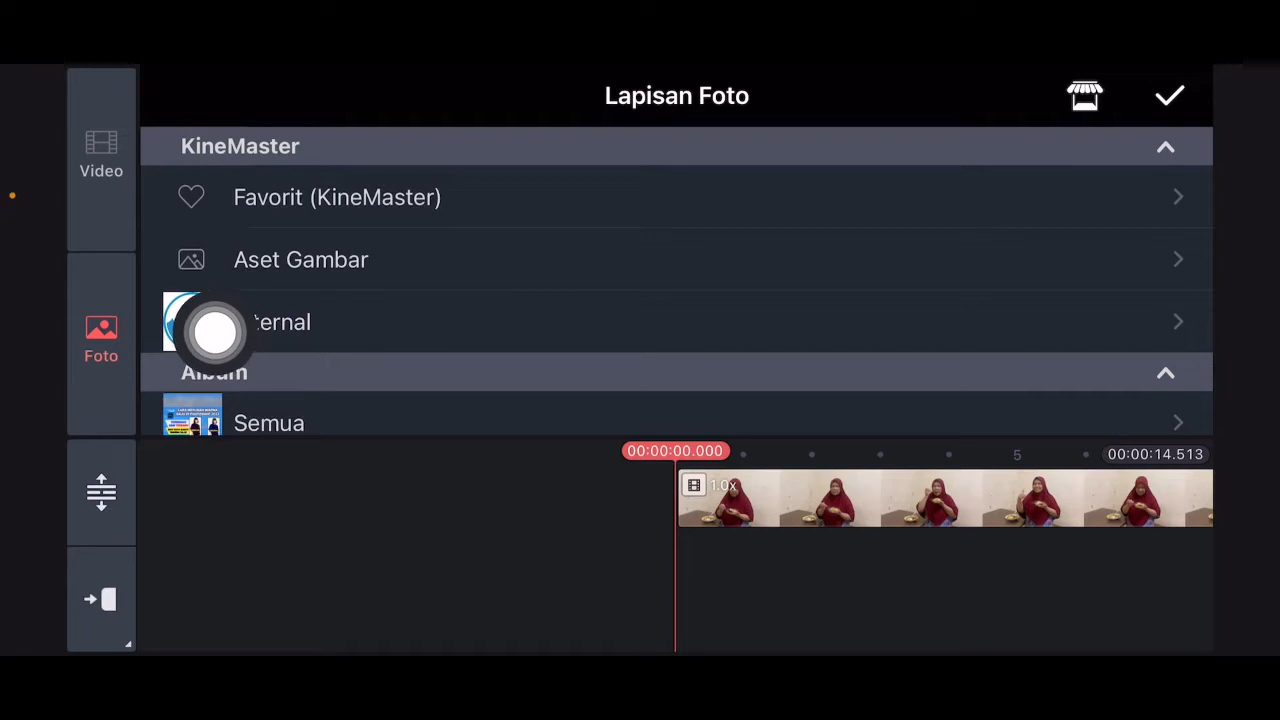 Lapisan Foto
Video
KineMaster
Favorit (KineMaster)
Aset Gambar
Foto
Album
Semua
00:00:00.000
5
00:00:14.513
1.0x